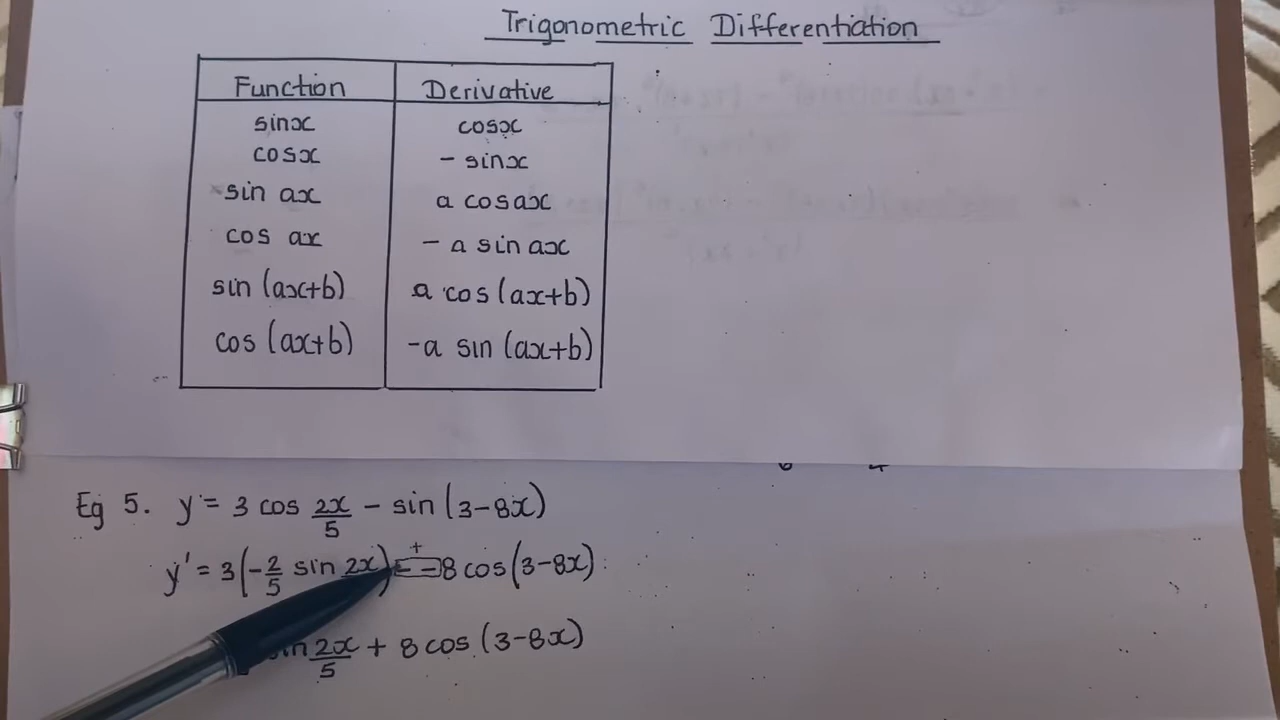 Trigonometric Differentiation
Function Derivative
sinx cosx
cosx - sinx
sin ax a cosax
cos ax - a sin ax
sin (ax+b) a cos (ax+b)
cos (ax+b) -a sin (ax+b)
Eg 5. y = 3 cos 2x/5 - sin (3-8x)
y' = 3(-2/5 sin 2x) - - 8 cos (3-8x)
+
2x/5 + 8 cos (3-8x)